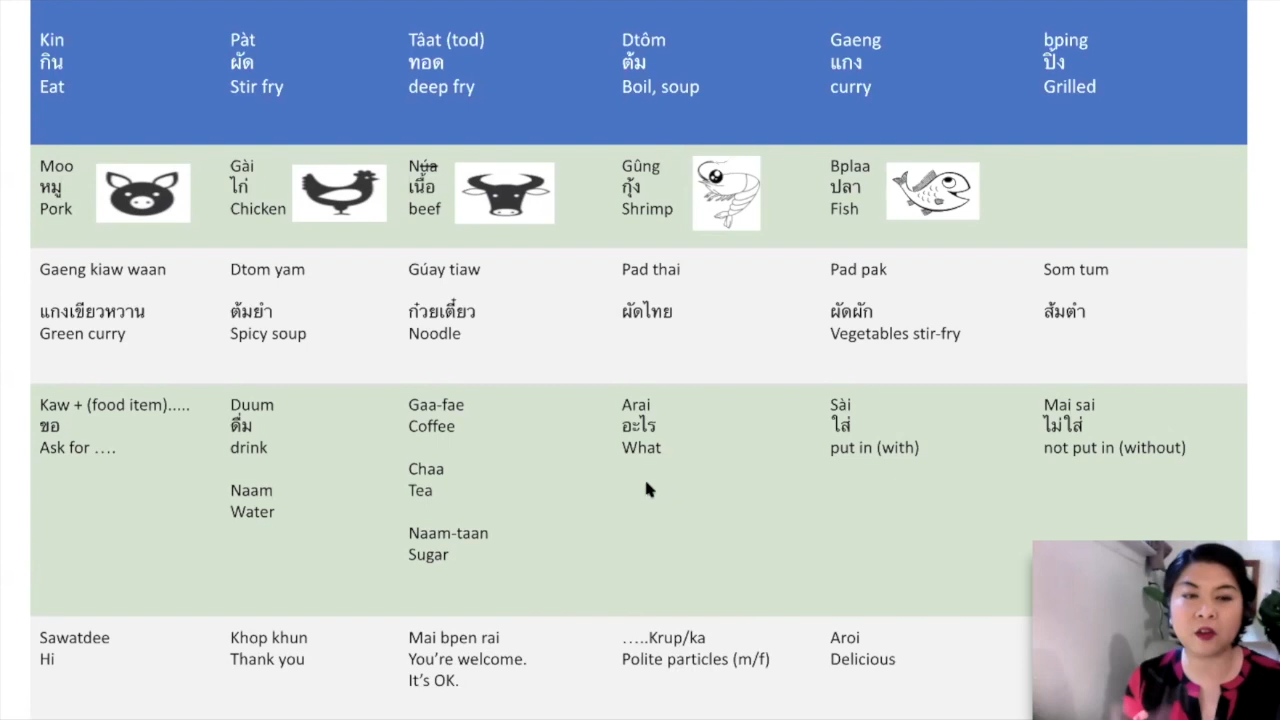 Kin
กิน
Eat
Pàt
ผัด
Stir fry
Tâat (tod)
ทอด
deep fry
Dtôm
ต้ม
Boil, soup
Gaeng
แกง
curry
bping
ปิ้ง
Grilled
Moo
หมู
Pork
Gài
ไก่
Chicken
Núa
เนื้อ
beef
Gûng
กุ้ง
Shrimp
Bplaa
ปลา
Fish
Gaeng kiaw waan
แกงเขียวหวาน
Green curry
Dtom yam
ต้มยำ
Spicy soup
Gúay tiaw
ก๋วยเตี๋ยว
Noodle
Pad thai
ผัดไทย
Pad pak
ผัดผัก
Vegetables stir-fry
Som tum
ส้มตำ
Kaw + (food item).....
ขอ
Ask for ….
Duum
ดื่ม
drink
Naam
Water
Gaa-fae
Coffee
Chaa
Tea
Naam-taan
Sugar
Arai
อะไร
What
Sài
ใส่
put in (with)
Mai sai
ไม่ใส่
not put in (without)
Sawatdee
Hi
Khop khun
Thank you
Mai bpen rai
You’re welcome.
It’s OK.
…..Krup/ka
Polite particles (m/f)
Aroi
Delicious